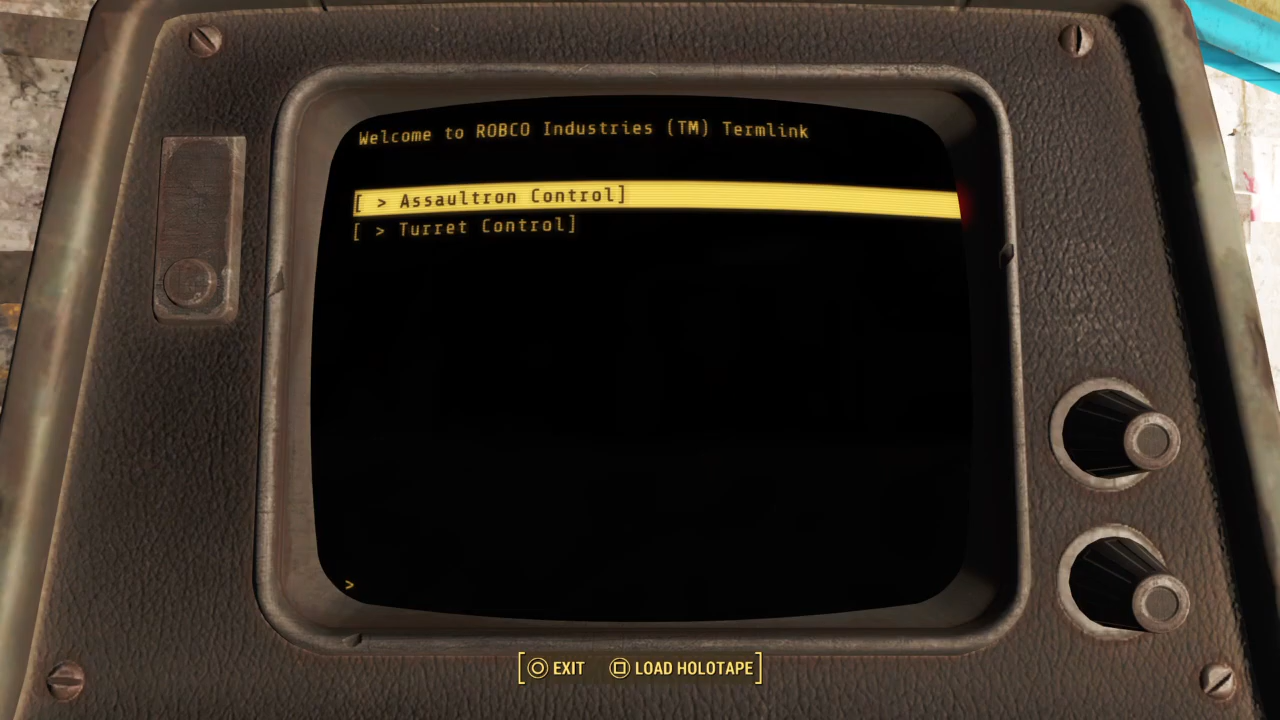 Welcome to ROBCO Industries (TM) Termlink
[ > Assaultron Control]
[ > Turret Control]
>
[ EXIT LOAD HOLOTAPE ]